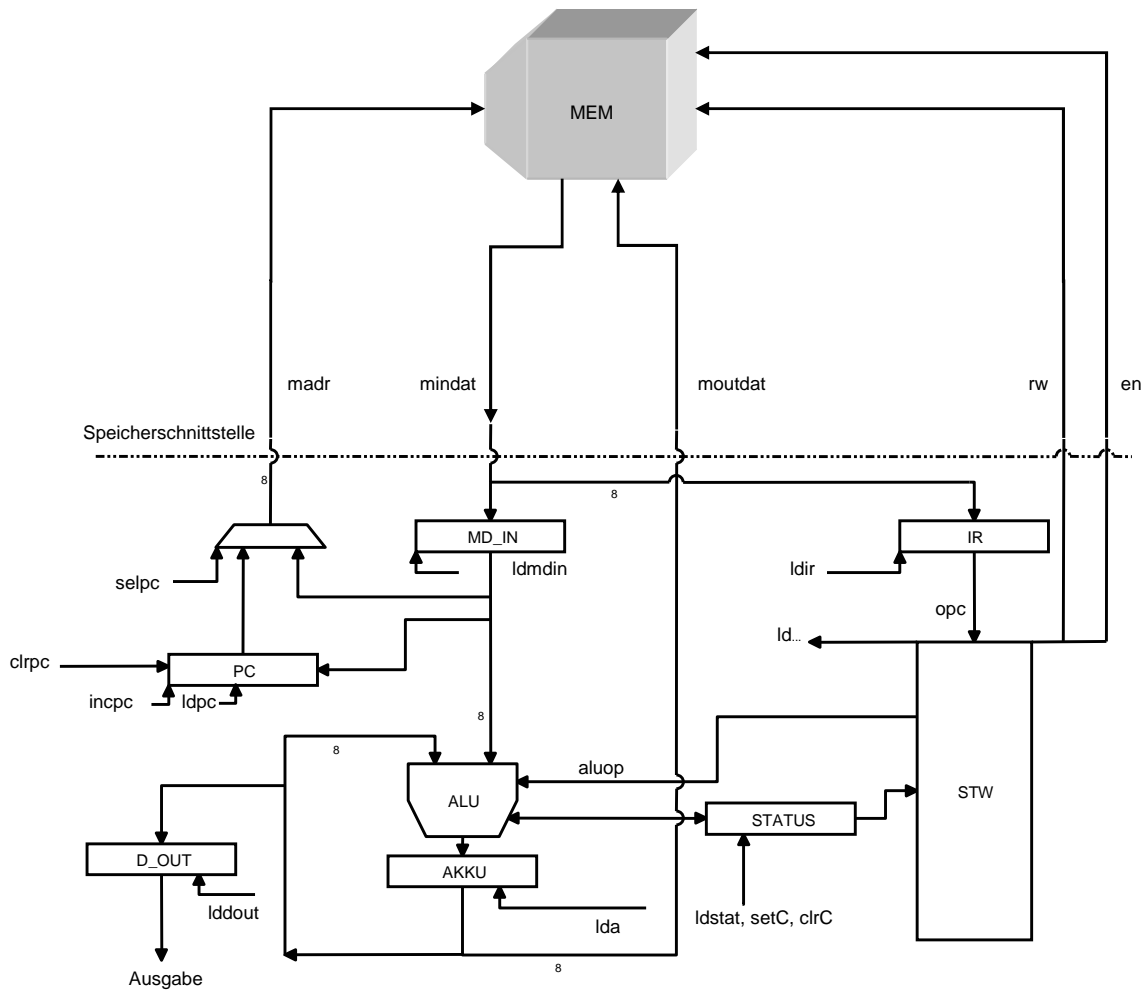 MEM
madr
mindat
moutdat
rw
en
Speicherschnittstelle
8
8
MD_IN
IR
selpc
ldmdin
ldir
opc
ld...
clrpc
PC
incpc
ldpc
8
8
aluop
ALU
STW
STATUS
D_OUT
AKKU
lddout
lda
ldstat, setC, clrC
8
Ausgabe